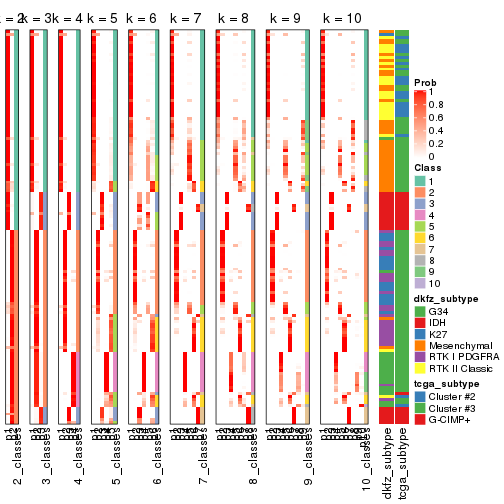 k = 2
k = 3
k = 4
k = 5
k = 6
k = 7
k = 8
k = 9
k = 10
Prob
1
0.8
0.6
0.4
0.2
0
Class
1
2
3
4
5
6
7
8
9
10
dkfz_subtype
G34
IDH
K27
Mesenchymal
RTK I PDGFRA
RTK II Classic
tcga_subtype
Cluster #2
Cluster #3
G-CIMP+
2_classes
3_classes
4_classes
5_classes
6_classes
7_classes
8_classes
9_classes
10_classes
dkfz_subtype
tcga_subtype